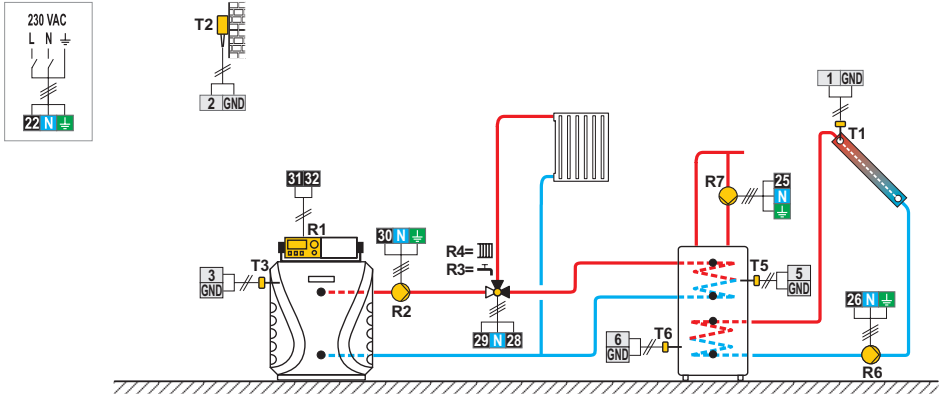 230 VAC
L N
22 N
T2
2 GND
1 GND
T1
31 32
R1
30 N
R4=
R3=
R7
25
N
3
GND
T3
R2
29 N 28
T5
5
GND
6
GND
T6
26 N
R6